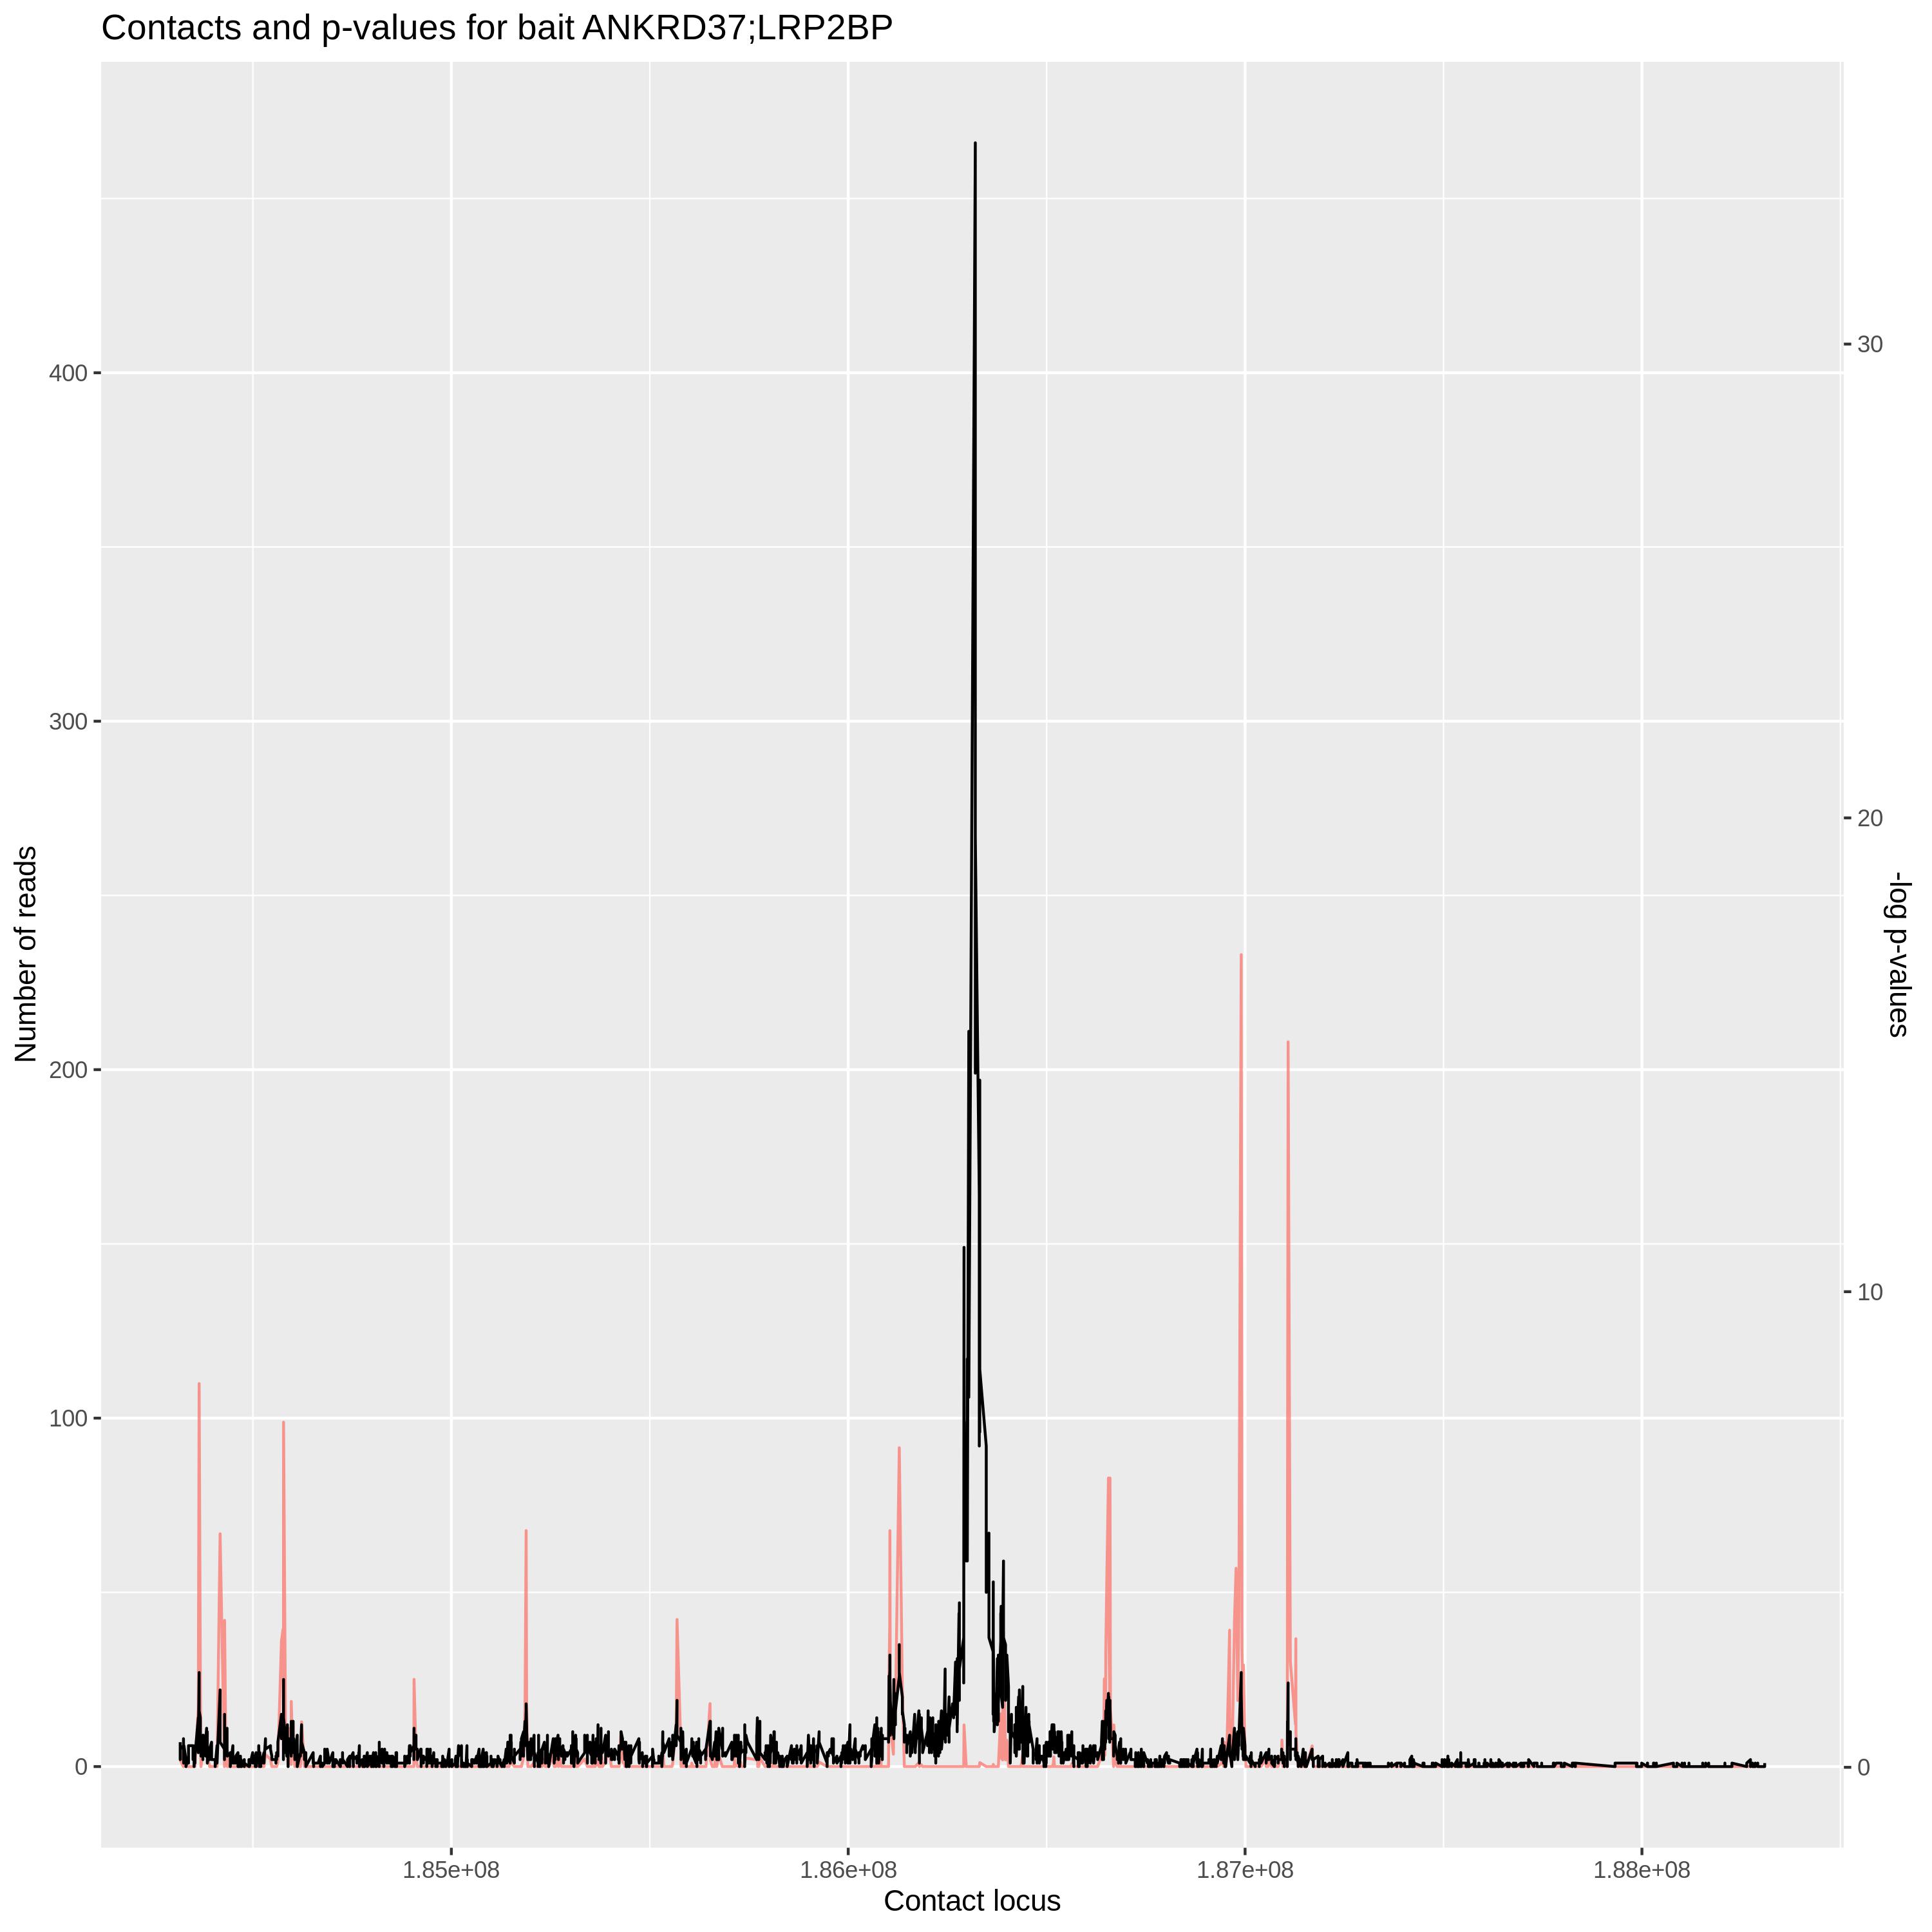 Contacts and p-values for bait ANKRD37;LRP2BP
400
300
200
100
0
30
20
10
0
Number of reads
-log p-values
1.85e+08
1.86e+08
1.87e+08
1.88e+08
Contact locus